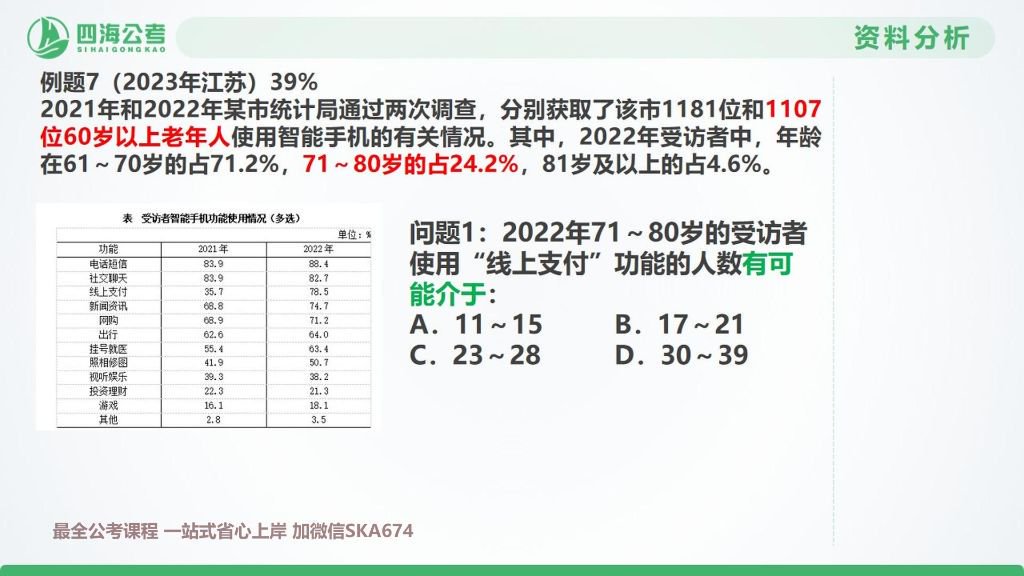 四海公考
SIHAIGONGKAO
资料分析
例题7（2023年江苏）39%
2021年和2022年某市统计局通过两次调查，分别获取了该市1181位和1107
位60岁以上老年人使用智能手机的有关情况。其中，2022年受访者中，年龄
在61～70岁的占71.2%，71～80岁的占24.2%，81岁及以上的占4.6%。
表 受访者智能手机功能使用情况（多选）
单位：%
功能 2021年 2022年
电话短信 83.9 88.4
社交聊天 83.9 82.7
线上支付 35.7 78.5
新闻资讯 68.8 74.7
网购 68.9 71.2
出行 62.6 64.0
挂号就医 55.4 63.4
照相修图 41.9 50.7
视听娱乐 39.3 38.2
投资理财 22.3 21.3
游戏 16.1 18.1
其他 2.8 3.5
问题1：2022年71～80岁的受访者
使用“线上支付”功能的人数有可
能介于：
A．11～15 B．17～21
C．23～28 D．30～39
最全公考课程 一站式省心上岸 加微信SKA674